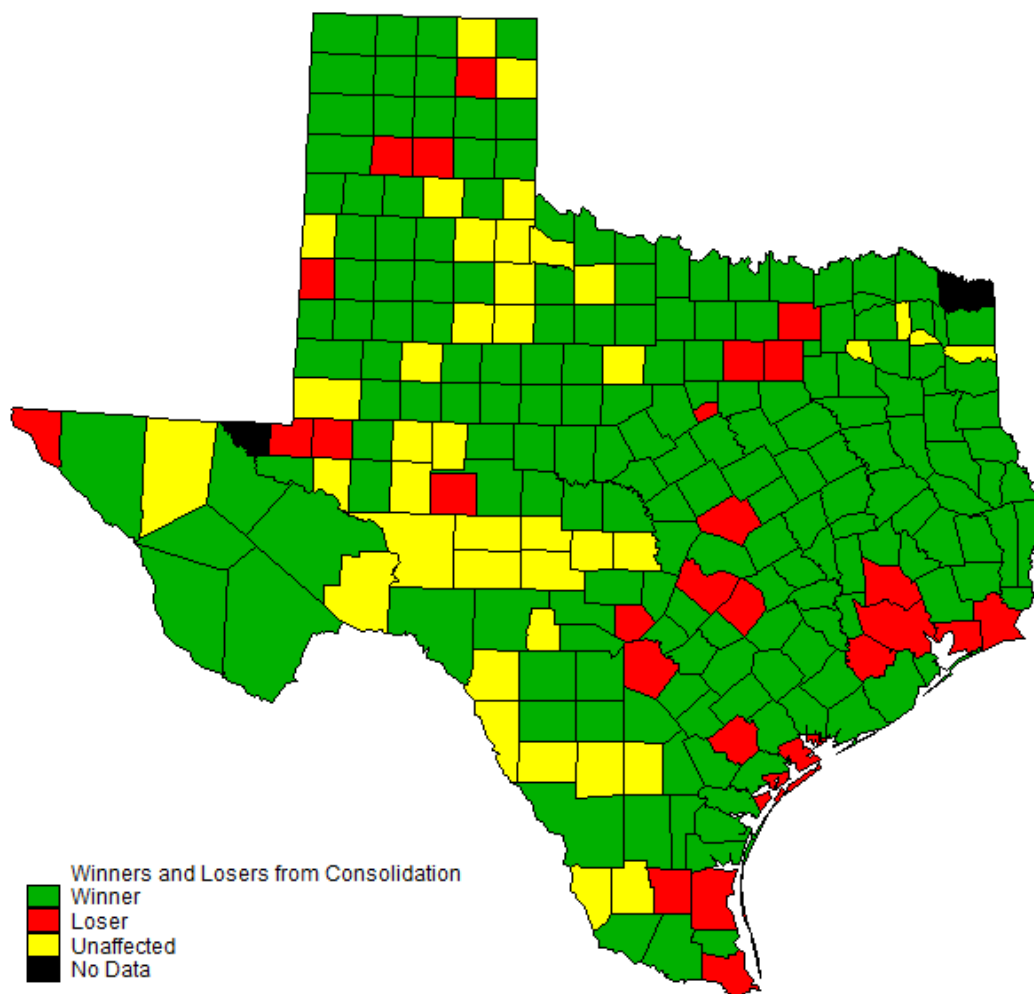 Winners and Losers from Consolidation
Winner
Loser
Unaffected
No Data